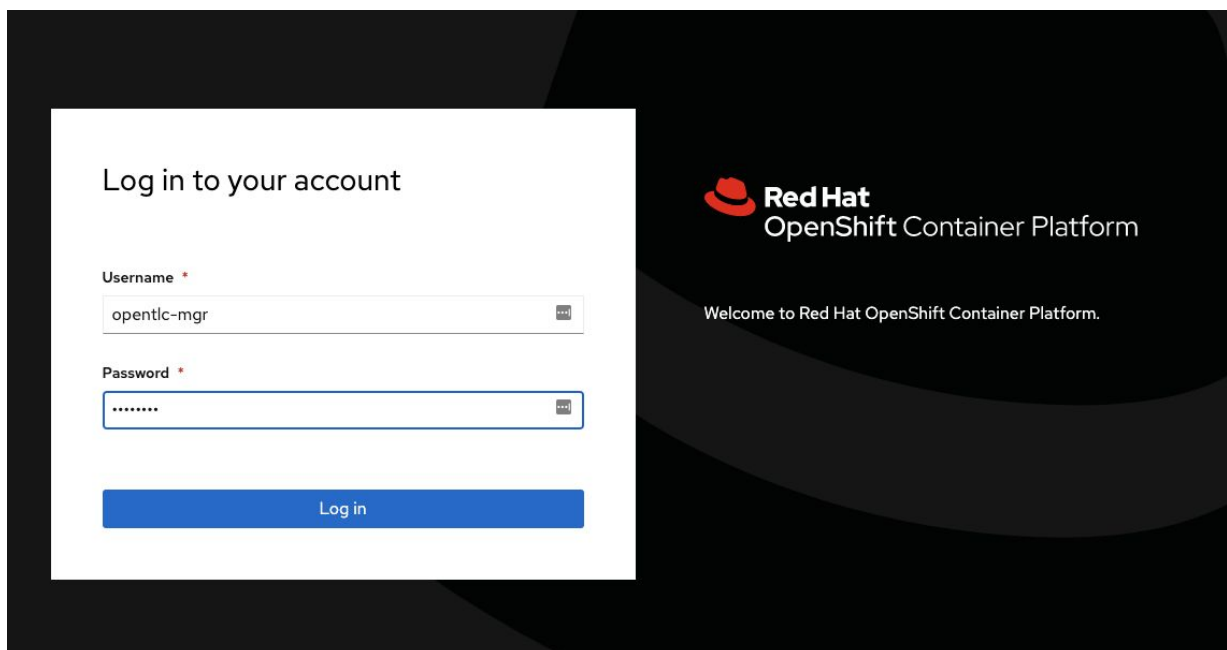 Log in to your account
Username *
opentlc-mgr
Password *
••••••••
Log in
Red Hat
OpenShift Container Platform
Welcome to Red Hat OpenShift Container Platform.